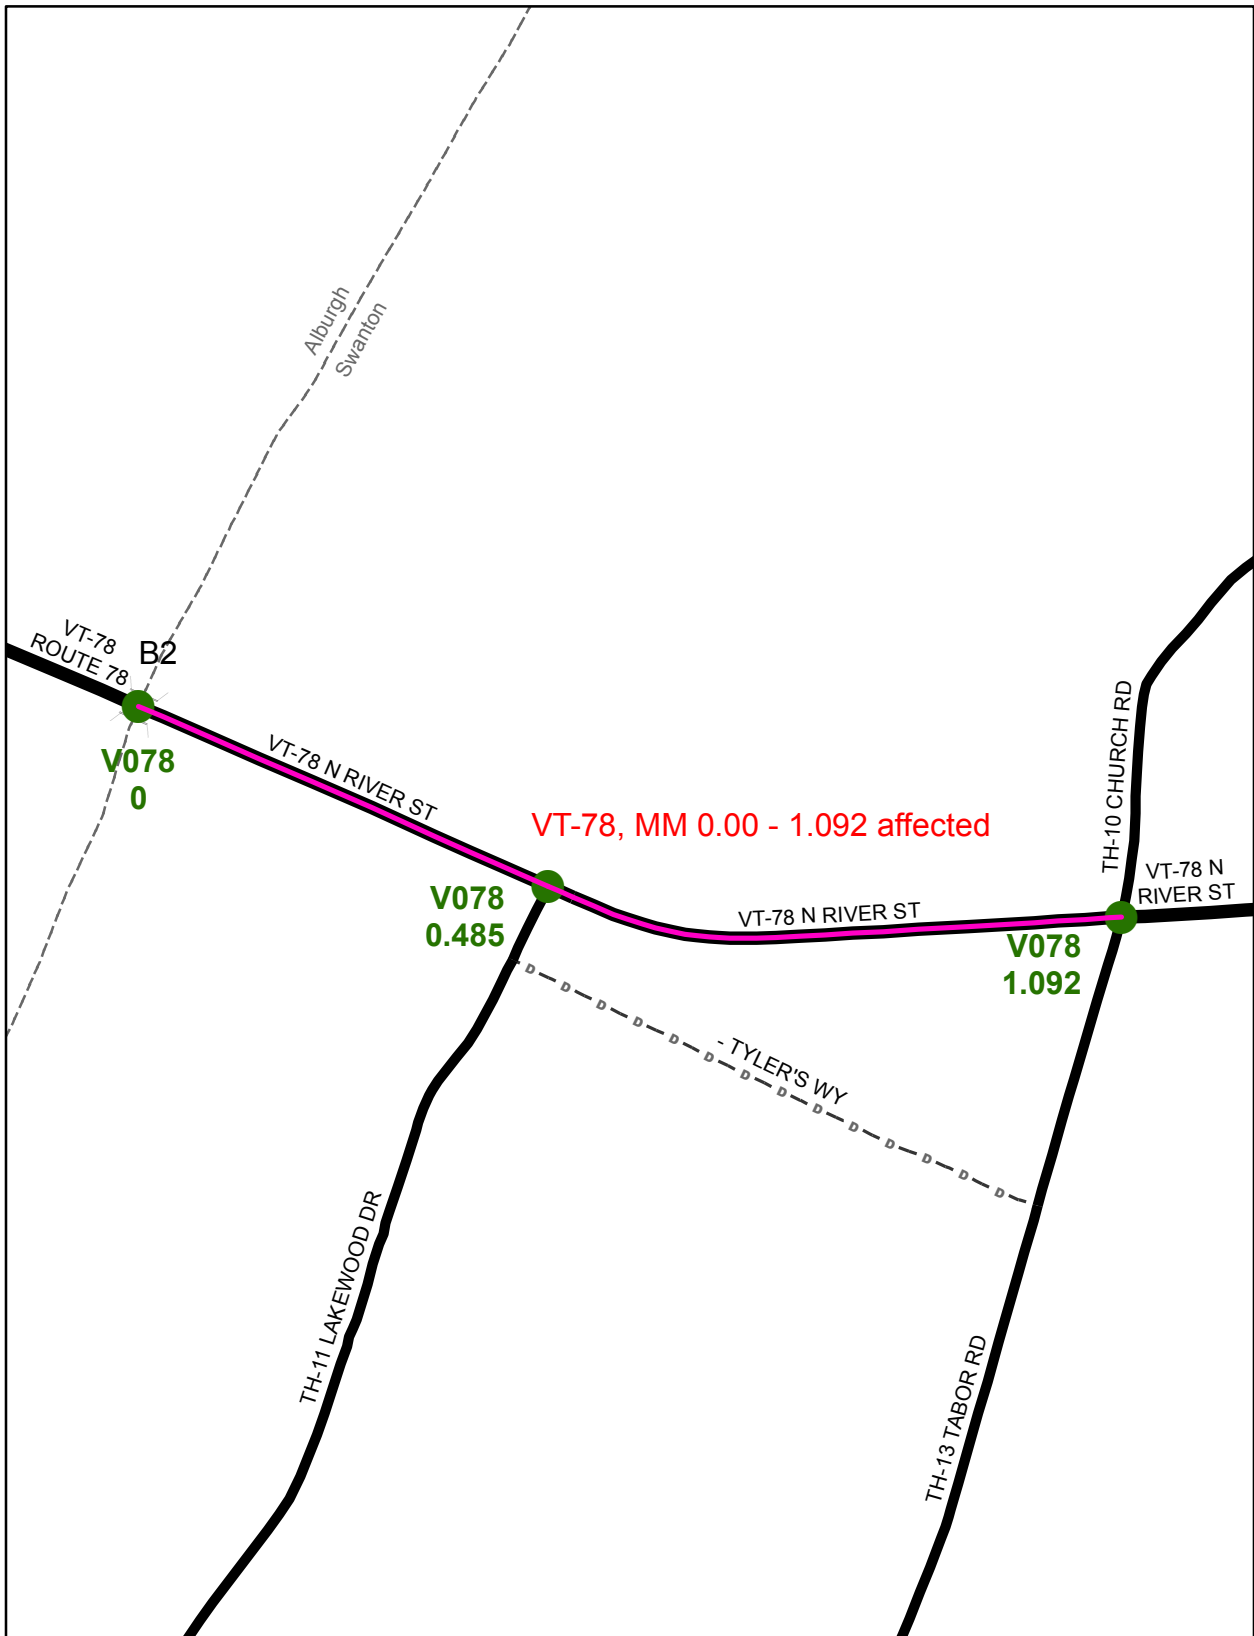 Alburgh
Swanton
VT-78
ROUTE 78
B2
V078
0
VT-78 N RIVER ST
VT-78, MM 0.00 - 1.092 affected
V078
0.485
VT-78 N RIVER ST
TH-10 CHURCH RD
VT-78 N
RIVER ST
V078
1.092
D D D D D D D D D D D D D D
- TYLER'S WY
TH-11 LAKEWOOD DR
TH-13 TABOR RD